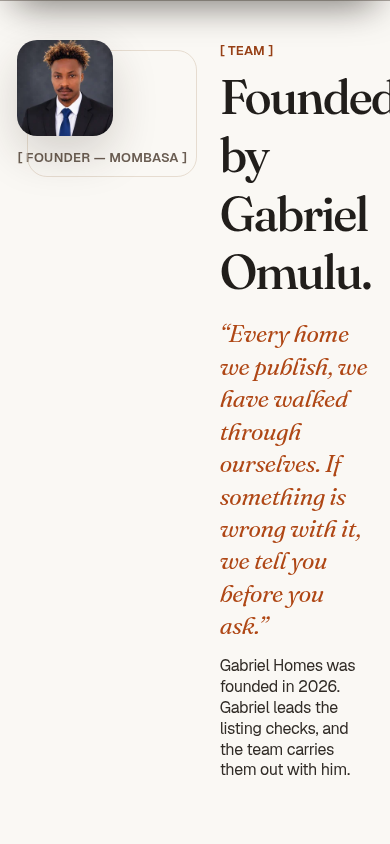 [ FOUNDER — MOMBASA ]
[ TEAM ]
Founded
by
Gabriel
Omulu.
“Every home
we publish, we
have walked
through
ourselves. If
something is
wrong with it,
we tell you
before you
ask.”
Gabriel Homes was
founded in 2026.
Gabriel leads the
listing checks, and
the team carries
them out with him.